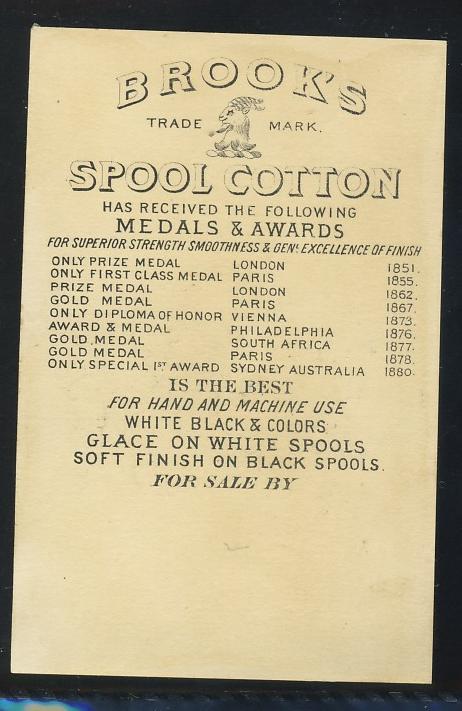 BROOK'S
TRADE MARK.
SPOOL COTTON
HAS RECEIVED THE FOLLOWING
MEDALS & AWARDS
FOR SUPERIOR STRENGTH SMOOTHNESS & GENL EXCELLENCE OF FINISH
ONLY PRIZE MEDAL LONDON 1851.
ONLY FIRST CLASS MEDAL PARIS 1855.
PRIZE MEDAL LONDON 1862.
GOLD MEDAL PARIS 1867.
ONLY DIPLOMA OF HONOR VIENNA 1873.
AWARD & MEDAL PHILADELPHIA 1876.
GOLD MEDAL SOUTH AFRICA 1877.
GOLD MEDAL PARIS 1878.
ONLY SPECIAL 1ST AWARD SYDNEY AUSTRALIA 1880.
IS THE BEST
FOR HAND AND MACHINE USE
WHITE BLACK & COLORS
GLACE ON WHITE SPOOLS
SOFT FINISH ON BLACK SPOOLS.
FOR SALE BY